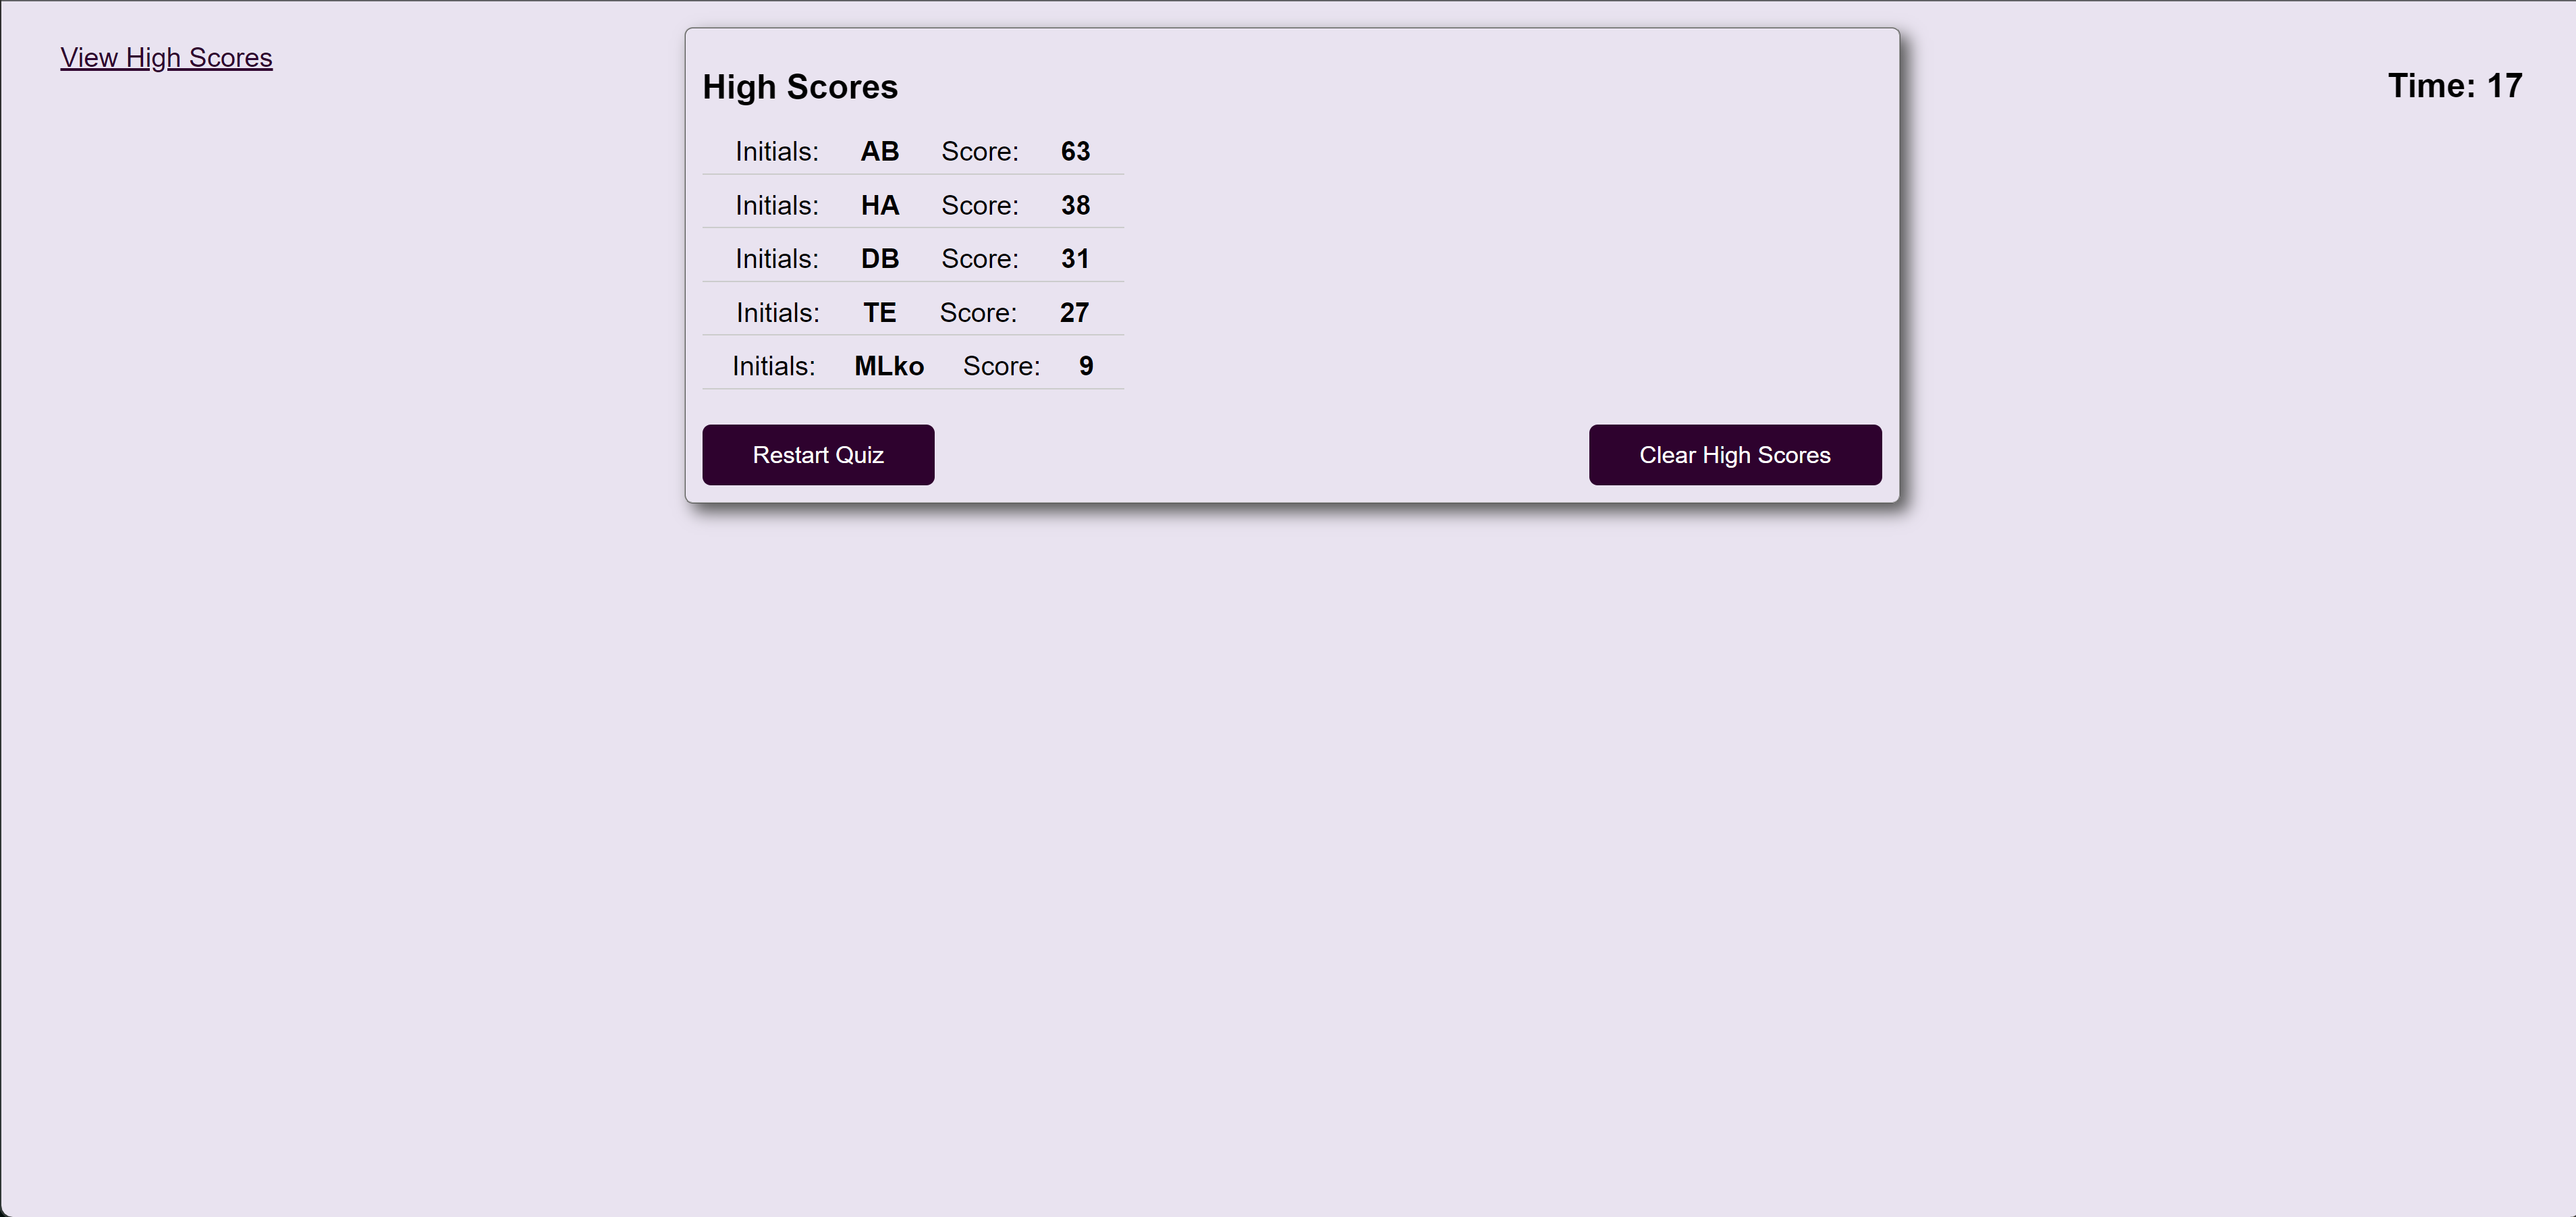 View High Scores
High Scores
Time: 17
Initials: AB Score: 63
Initials: HA Score: 38
Initials: DB Score: 31
Initials: TE Score: 27
Initials: MLko Score: 9
Restart Quiz
Clear High Scores